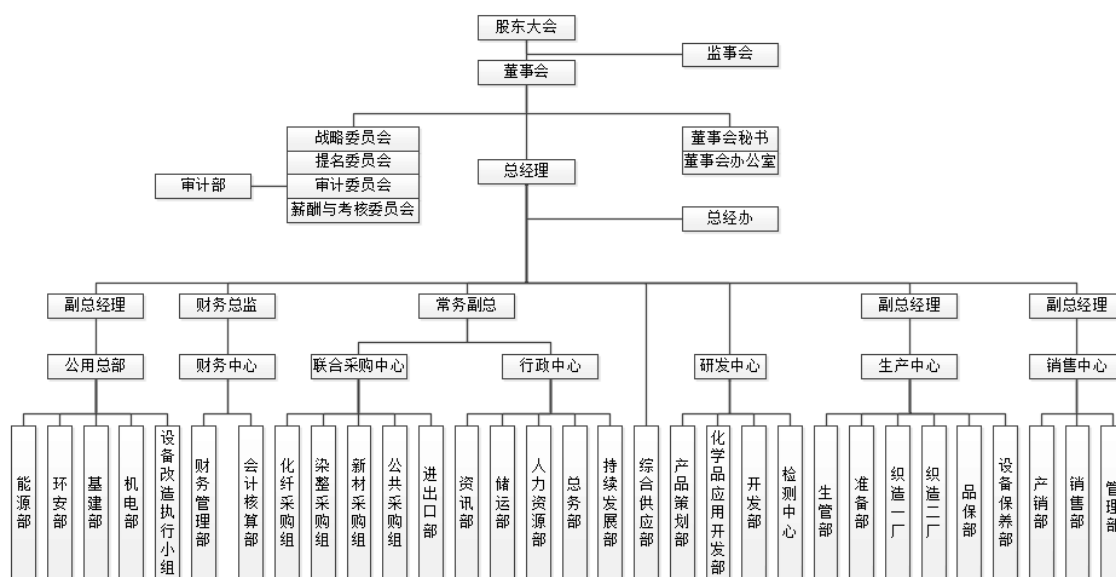 股东大会
监事会
董事会
战略委员会
提名委员会
审计委员会
薪酬与考核委员会
审计部
董事会秘书
董事会办公室
总经理
总经办
副总经理
财务总监
常务副总
副总经理
副总经理
公用总部
财务中心
联合采购中心
行政中心
研发中心
生产中心
销售中心
能源部
环安部
基建部
机电部
设备改造执行小组
财务管理部
会计核算部
化纤采购组
染整采购组
新材采购组
公共采购组
进出口部
资讯部
储运部
人力资源部
总务部
持续发展部
综合供应部
产品策划部
化学品应用开发部
开发部
检测中心
生管部
准备部
织造一厂
织造二厂
品保部
设备保养部
产销部
销售部
管理部